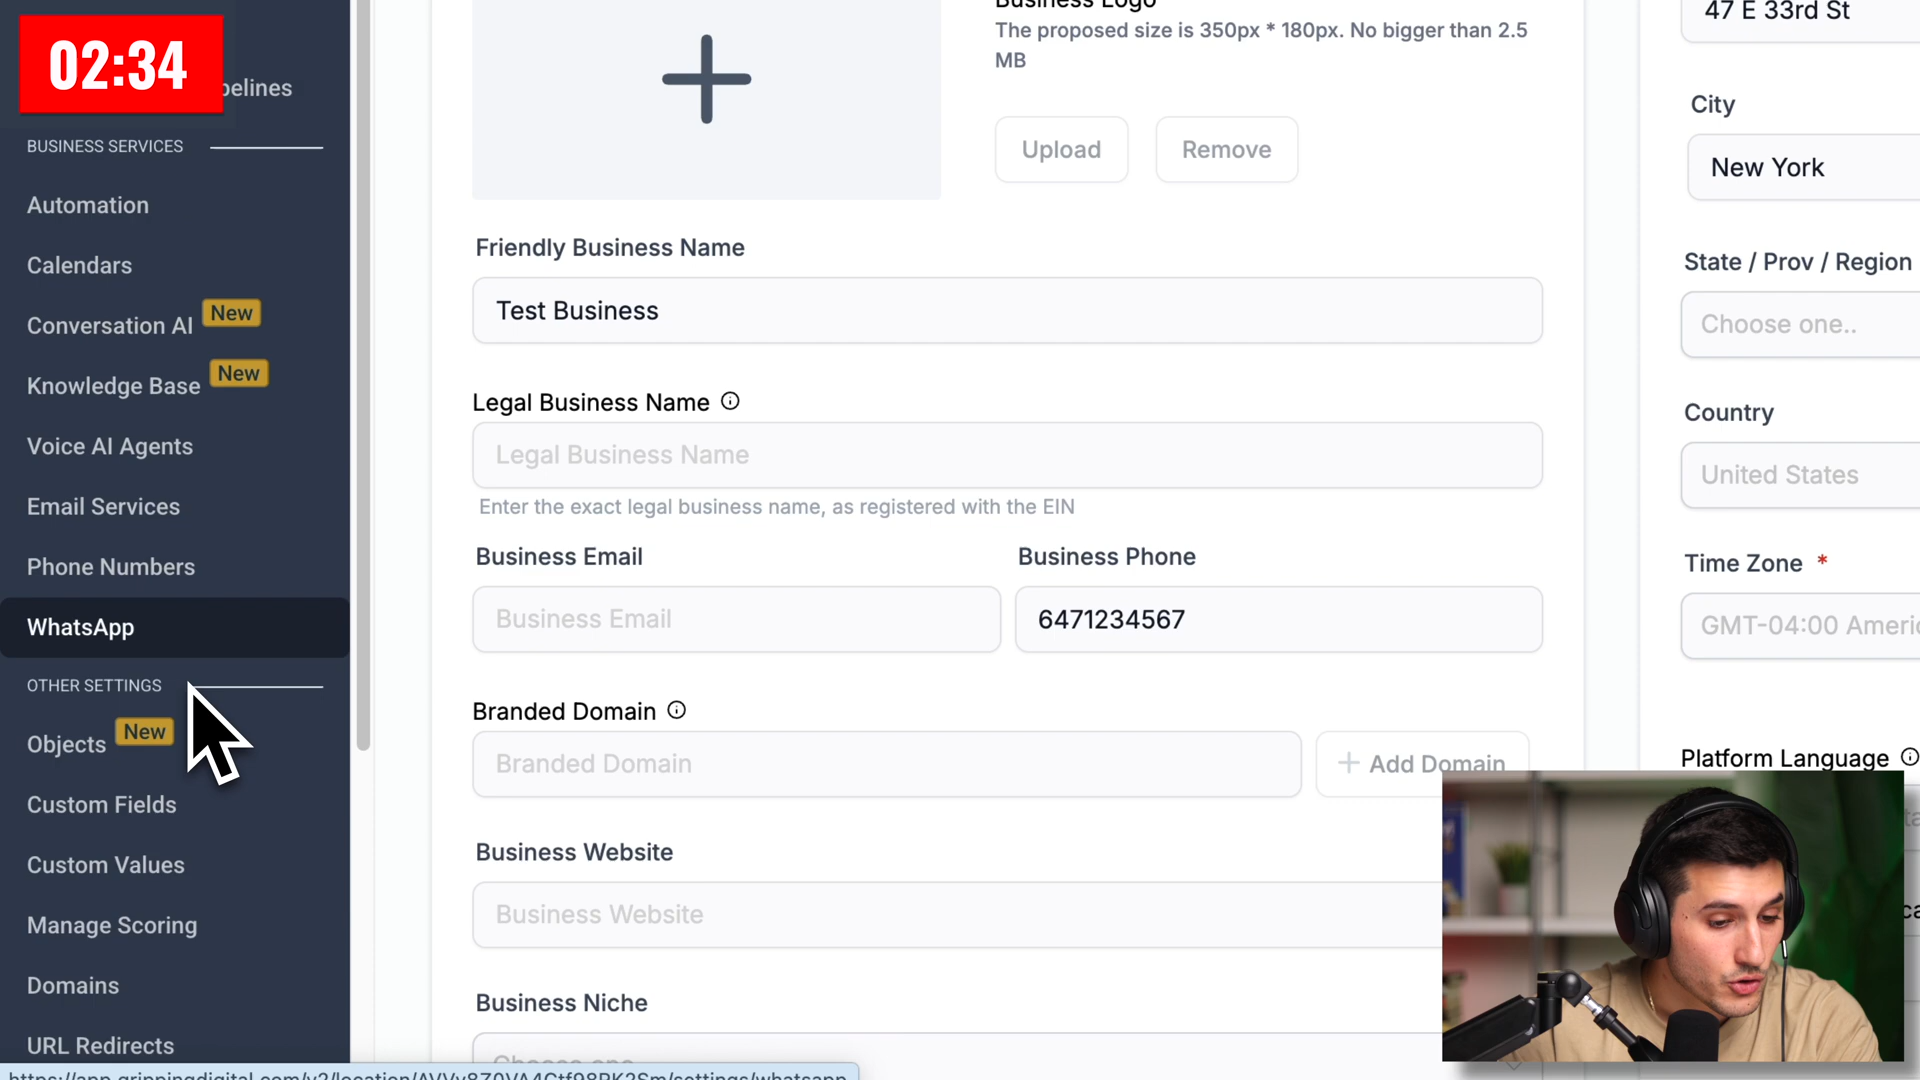 02:34
pelines
BUSINESS SERVICES
Automation
Calendars
Conversation AI New
Knowledge Base New
Voice AI Agents
Email Services
Phone Numbers
WhatsApp
OTHER SETTINGS
Objects New
Custom Fields
Custom Values
Manage Scoring
Domains
URL Redirects
Business Logo
The proposed size is 350px * 180px. No bigger than 2.5
MB
Upload Remove
Friendly Business Name
Test Business
Legal Business Name
Legal Business Name
Enter the exact legal business name, as registered with the EIN
Business Email Business Phone
Business Email 6471234567
Branded Domain
Branded Domain + Add Domain
Business Website
Business Website
Business Niche
Choose one
47 E 33rd St
City
New York
State / Prov / Region
Choose one..
Country
United States
Time Zone *
GMT-04:00 Americ
Platform Language